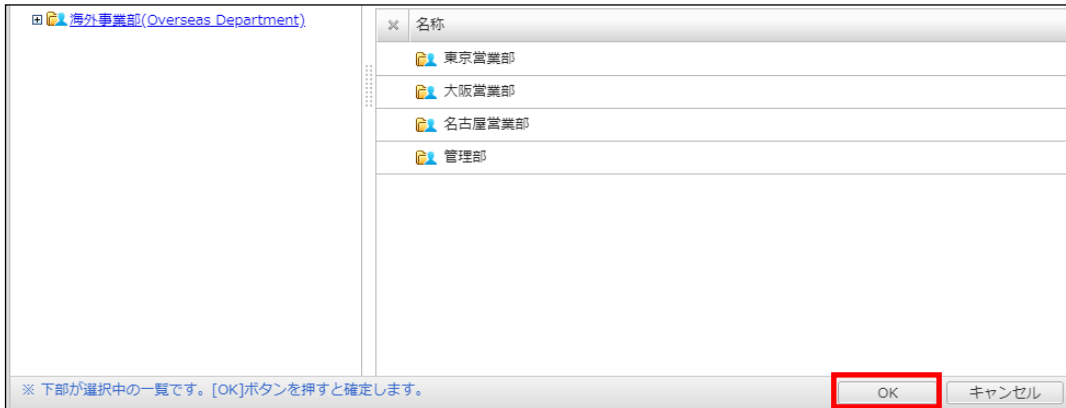 海外事業部(Overseas Department)
名称
東京営業部
大阪営業部
名古屋営業部
管理部
※ 下部が選択中の一覧です。[OK]ボタンを押すと確定します。
OK
キャンセル